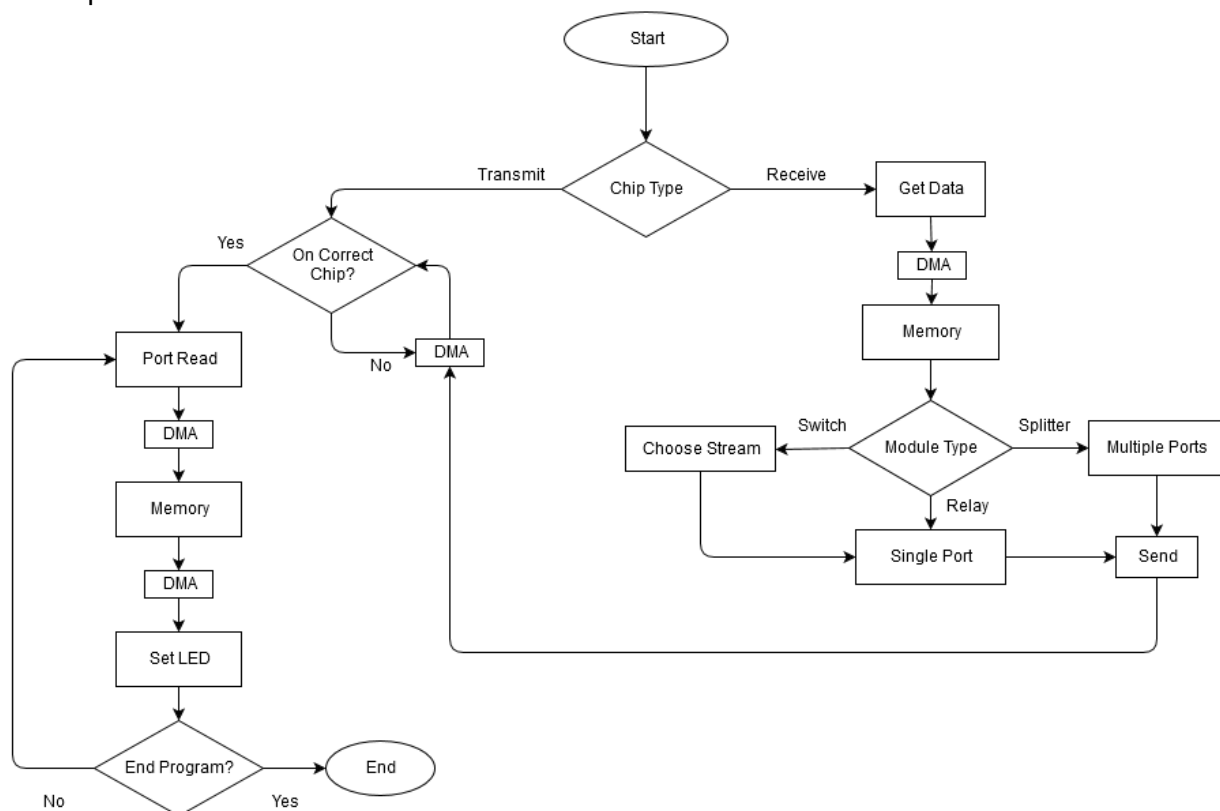 Start
Chip Type
Transmit
Receive
Get Data
DMA
Memory
On Correct
Chip?
Yes
No
DMA
Port Read
DMA
Memory
DMA
Set LED
End Program?
No
Yes
End
Module Type
Switch
Splitter
Relay
Choose Stream
Multiple Ports
Single Port
Send